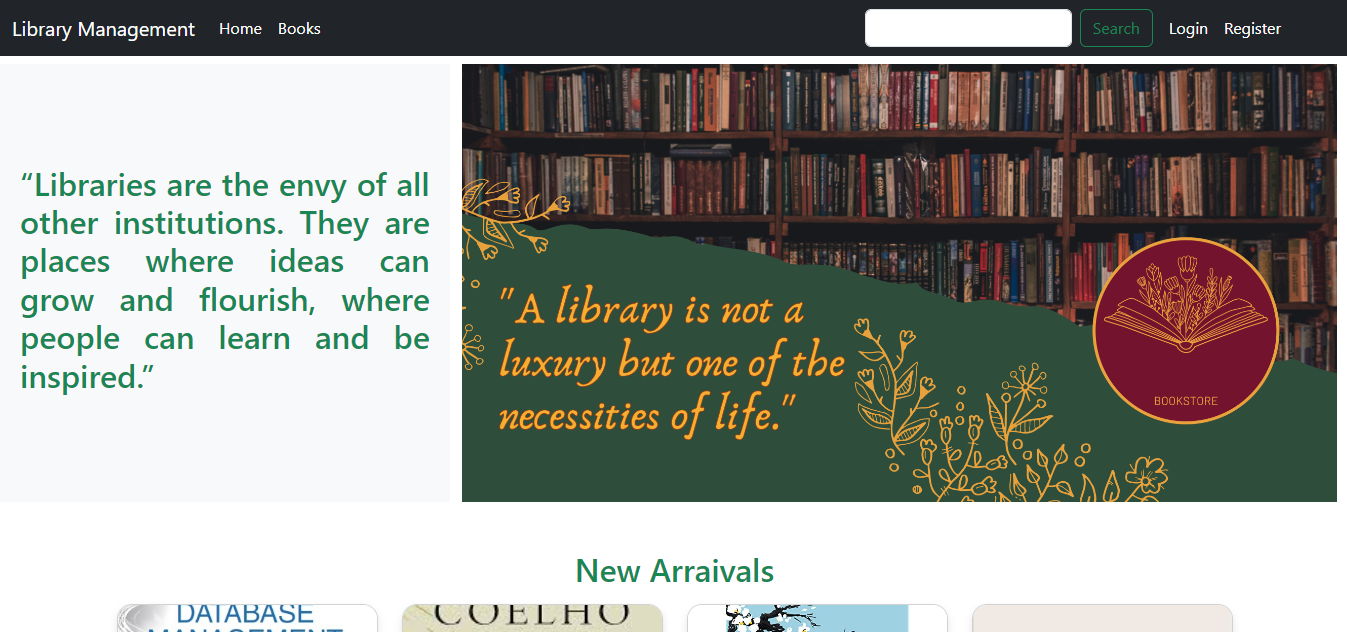 Library Management Home Books Search Login Register
“Libraries are the envy of all
other institutions. They are
places where ideas can
grow and flourish, where
people can learn and be
inspired.”
"A library is not a
luxury but one of the
necessities of life."
BOOKSTORE
New Arraivals
DATABASE
MANAGEMENT
COELHO